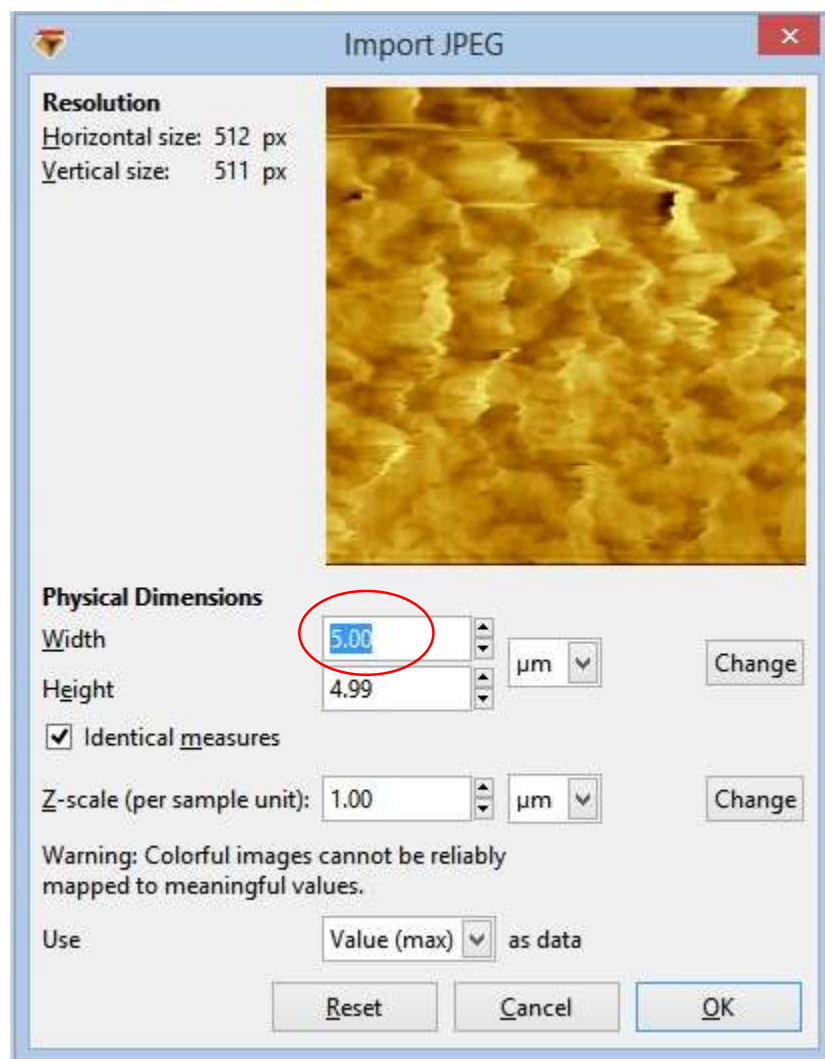 Import JPEG
Resolution
Horizontal size: 512 px
Vertical size: 511 px
Physical Dimensions
Width 5.00
µm Change
Height 4.99
Identical measures
Z-scale (per sample unit): 1.00 µm Change
Warning: Colorful images cannot be reliably
mapped to meaningful values.
Use Value (max) as data
Reset Cancel OK